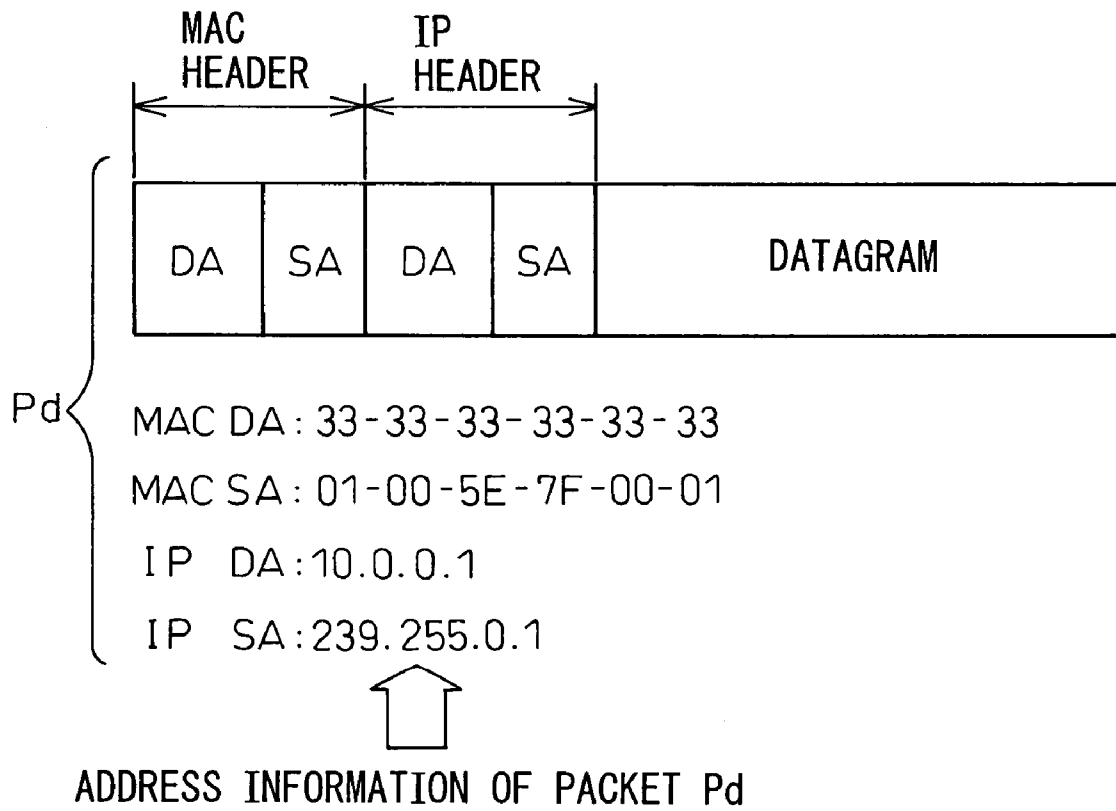 MAC HEADER
IP HEADER
DA SA DA SA DATAGRAM
Pd
MAC DA: 33-33-33-33-33-33
MAC SA: 01-00-5E-7F-00-01
IP DA: 10.0.0.1
IP SA: 239.255.0.1
ADDRESS INFORMATION OF PACKET Pd